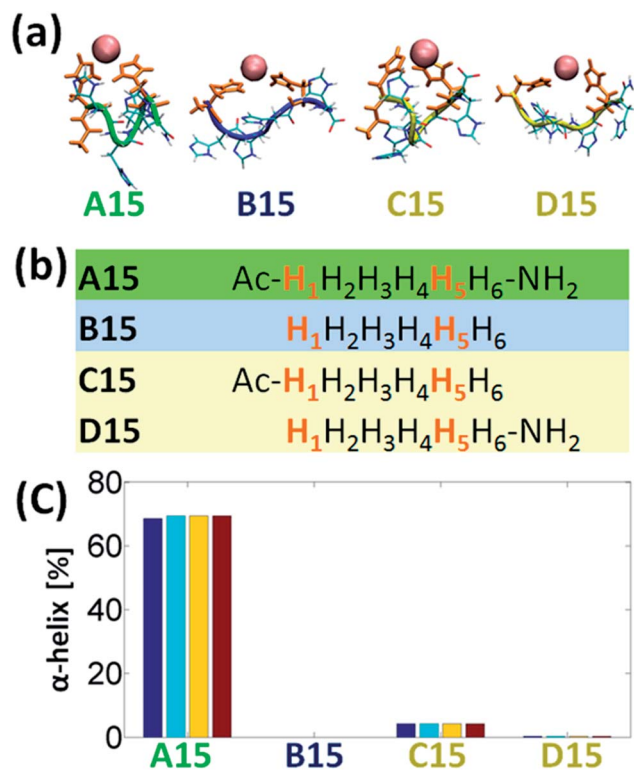 (a)
A15 B15 C15 D15
(b)
A15 Ac-H₁H₂H₃H₄H₅H₆-NH₂
B15 H₁H₂H₃H₄H₅H₆
C15 Ac-H₁H₂H₃H₄H₅H₆
D15 H₁H₂H₃H₄H₅H₆-NH₂
(C)
80
60
40
20
0
α-helix [%]
A15 B15 C15 D15